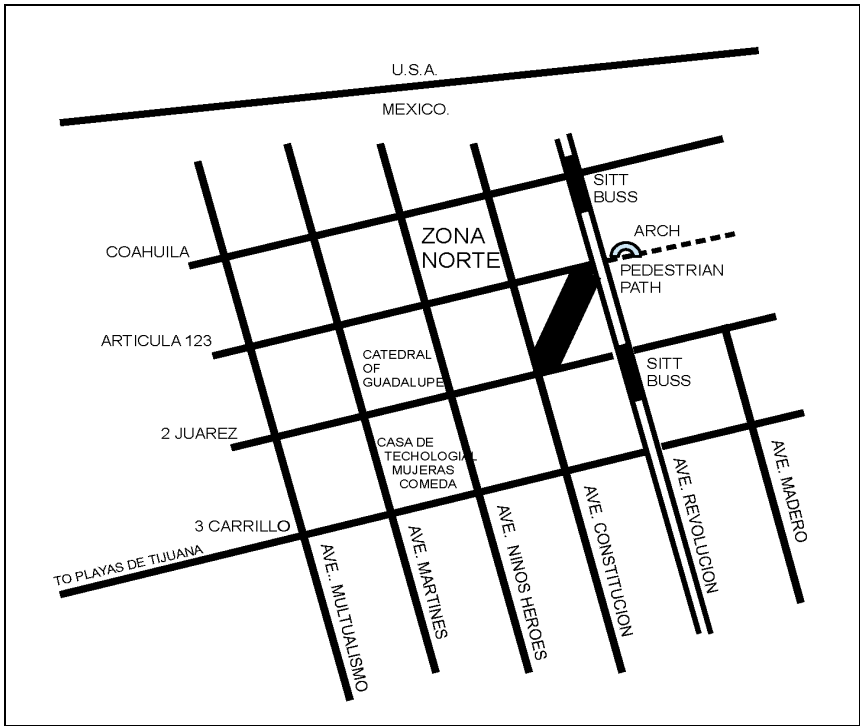 U.S.A.
MEXICO.
SITT
BUSS
ZONA
NORTE
ARCH
COAHUILA
PEDESTRIAN
PATH
ARTICULA 123
CATEDRAL
OF
GUADALUPE
SITT
BUSS
2 JUAREZ
CASA DE
TECHOLOGIAL
MUJERAS
COMEDA
3 CARRILLO
TO PLAYAS DE TIJUANA
AVE.. MULTUALISMO
AVE. MARTINES
AVE.. NINOS HEROES
AVE. CONSTITUCION
AVE. REVOLUCION
AVE. MADERO